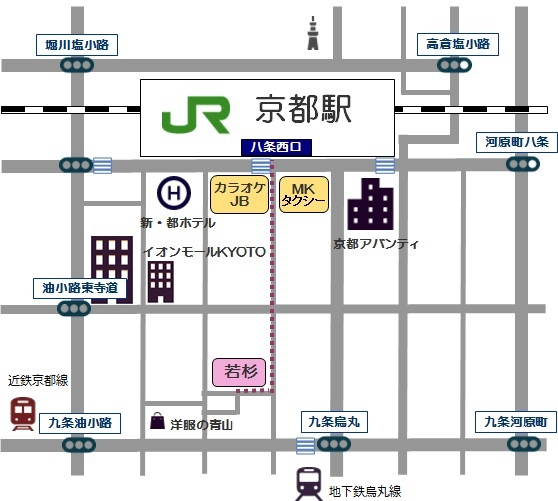 堀川塩小路
高倉塩小路
JR 京都駅
八条西口
河原町八条
H
カラオケ
JB
MK
タクシー
新・都ホテル
京都アバンティ
イオンモールKYOTO
油小路東寺道
若杉
近鉄京都線
九条油小路
洋服の青山
九条烏丸
九条河原町
地下鉄烏丸線